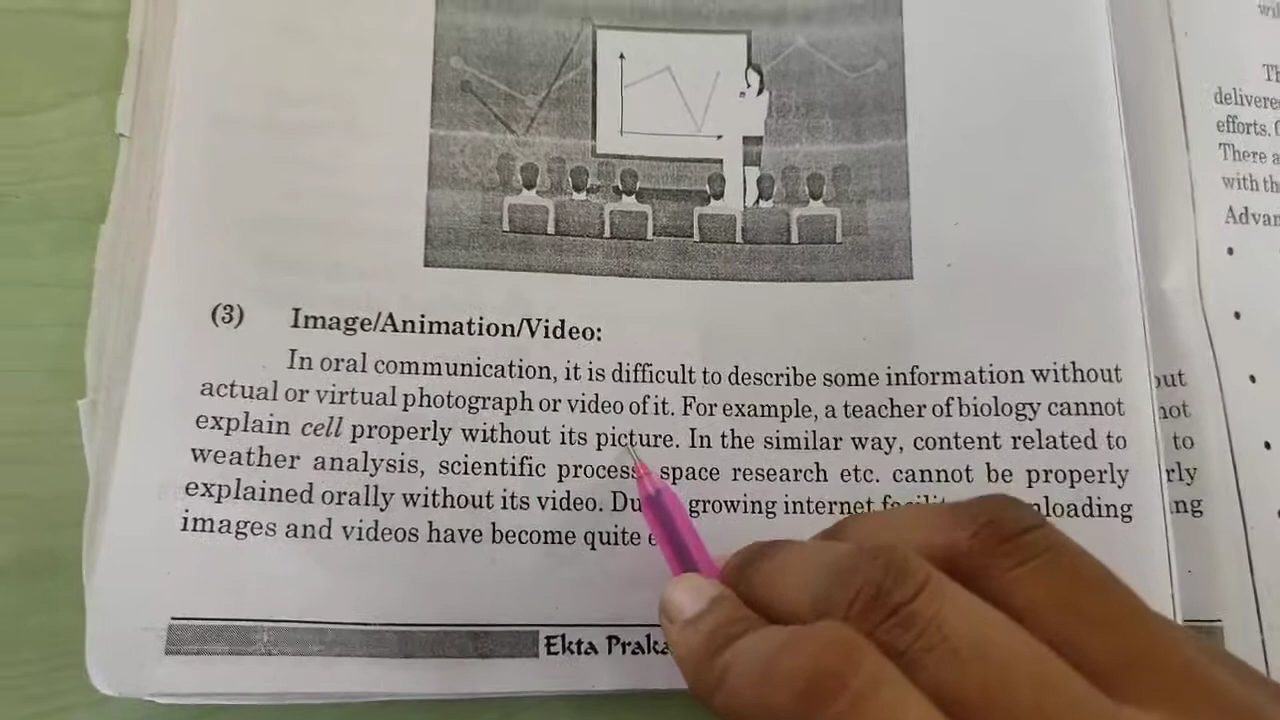 (3) Image/Animation/Video:
In oral communication, it is difficult to describe some information without
actual or virtual photograph or video of it. For example, a teacher of biology cannot
explain cell properly without its picture. In the similar way, content related to
weather analysis, scientific process space research etc. cannot be properly
explained orally without its video. growing internet
images and videos have become quite
Ekta
efforts.
There
with